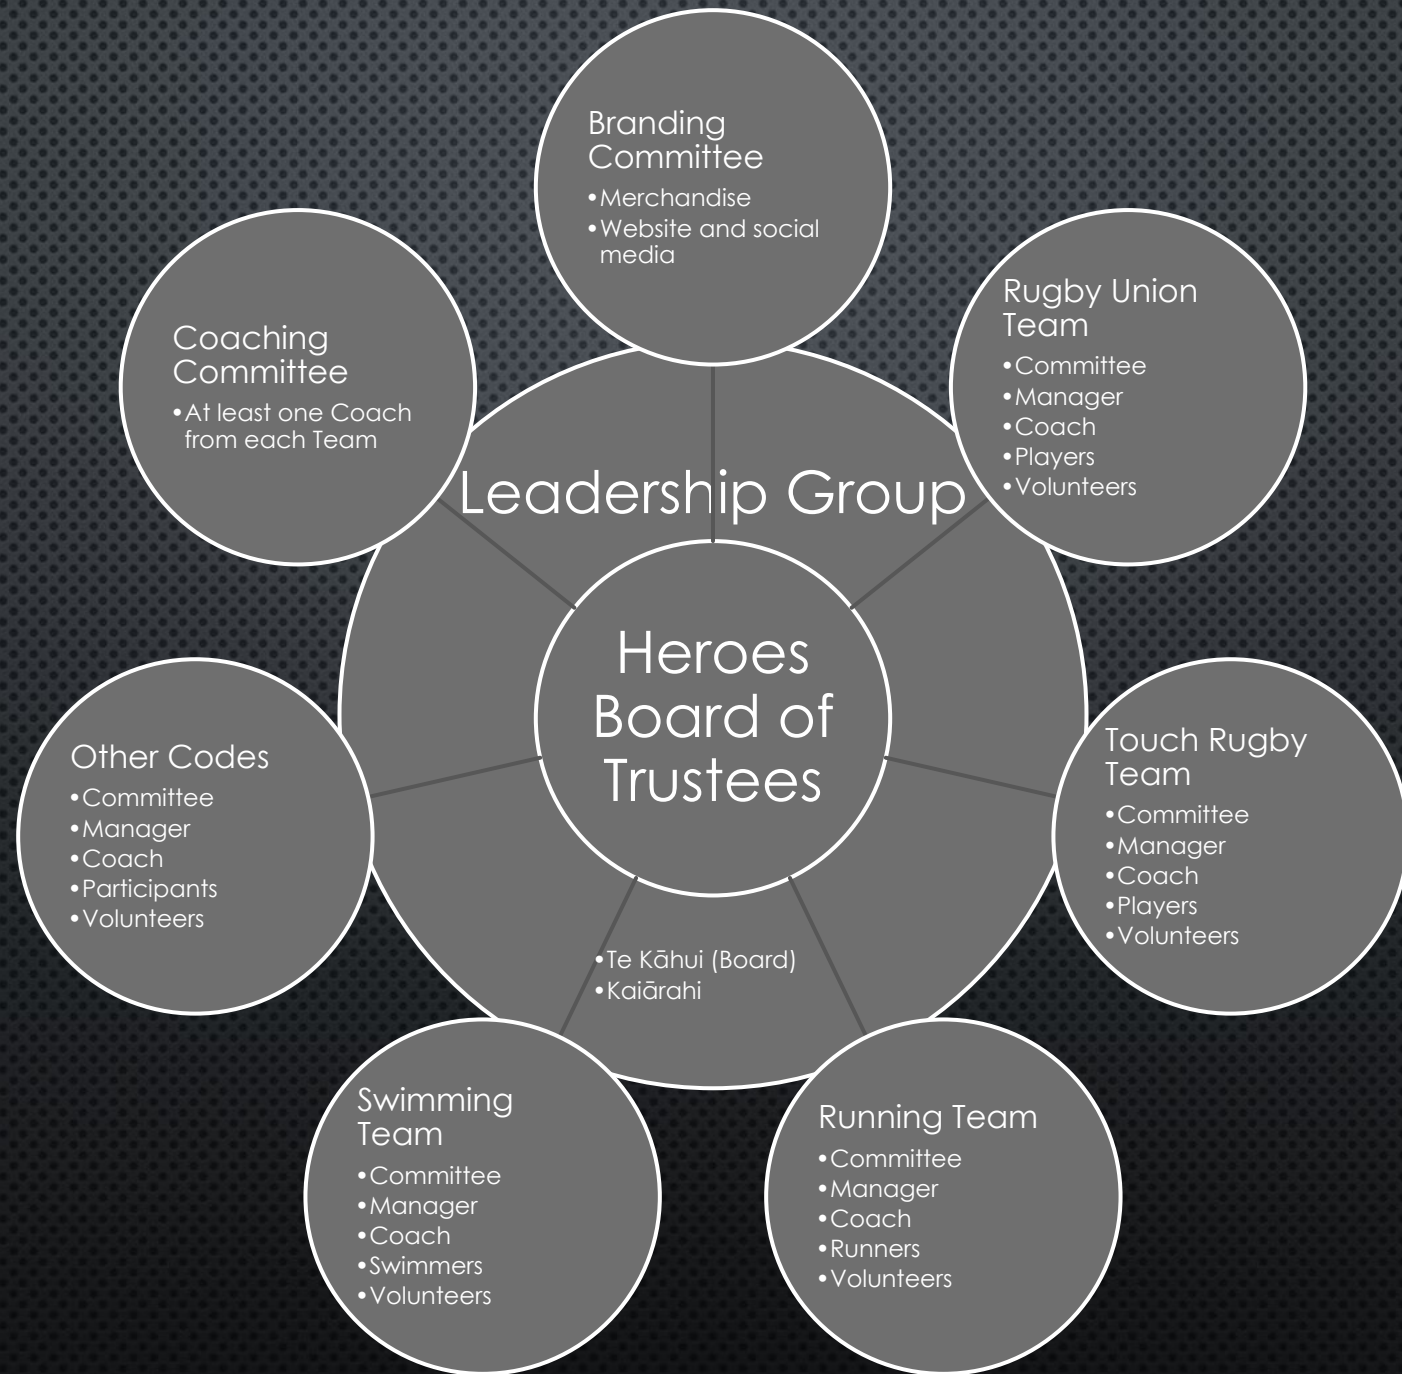 Branding
Committee
•Merchandise
•Website and social
media
Coaching
Committee
•At least one Coach
from each Team
Rugby Union
Team
•Committee
•Manager
•Coach
•Players
•Volunteers
Leadership Group
Heroes
Board of
Trustees
•Te Kāhui (Board)
•Kaiārahi
Other Codes
•Committee
•Manager
•Coach
•Participants
•Volunteers
Touch Rugby
Team
•Committee
•Manager
•Coach
•Players
•Volunteers
Swimming
Team
•Committee
•Manager
•Coach
•Swimmers
•Volunteers
Running Team
•Committee
•Manager
•Coach
•Runners
•Volunteers